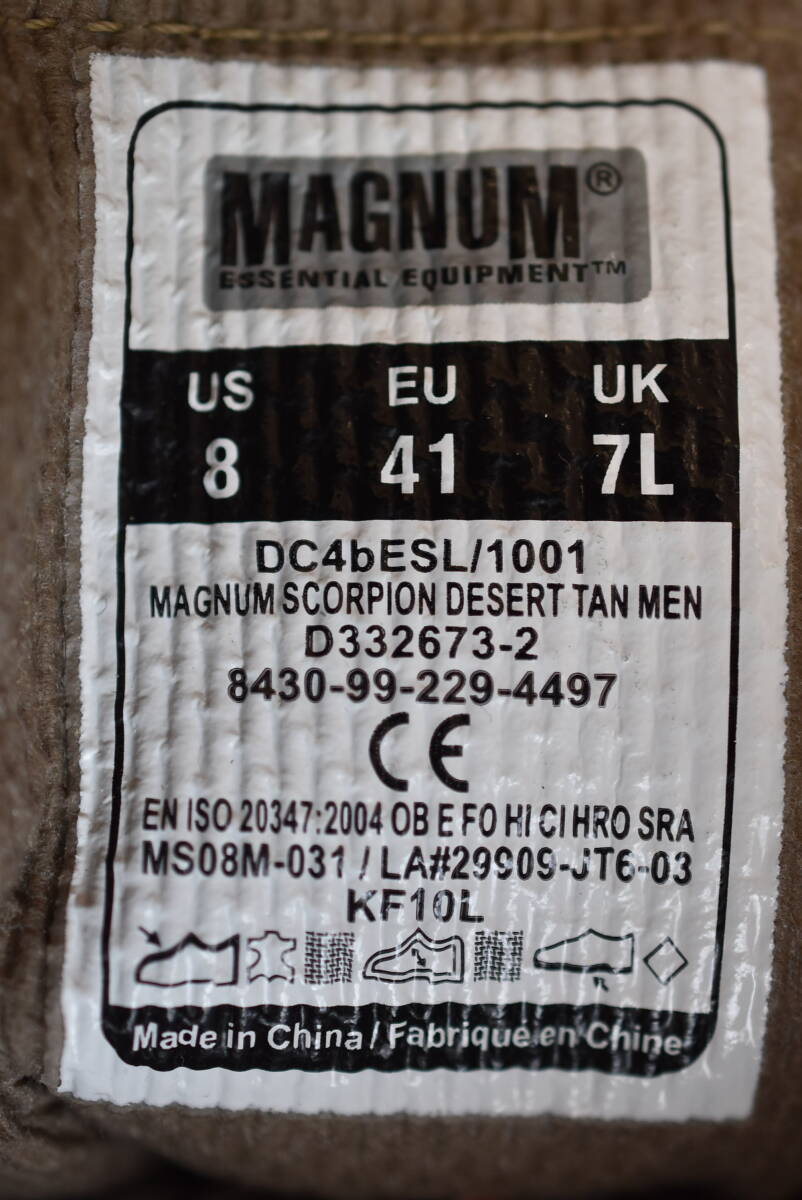 MAGNUM®
ESSENTIAL EQUIPMENT™
US EU UK
8 41 7L
DC4bESL/1001
MAGNUM SCORPION DESERT TAN MEN
D332673-2
8430-99-229-4497
CE
EN ISO 20347:2004 OB E FO HI CI HRO SRA
MS08M-031 / LA#29909-JT6-03
KF10L
Made in China / Fabriqué en Chine